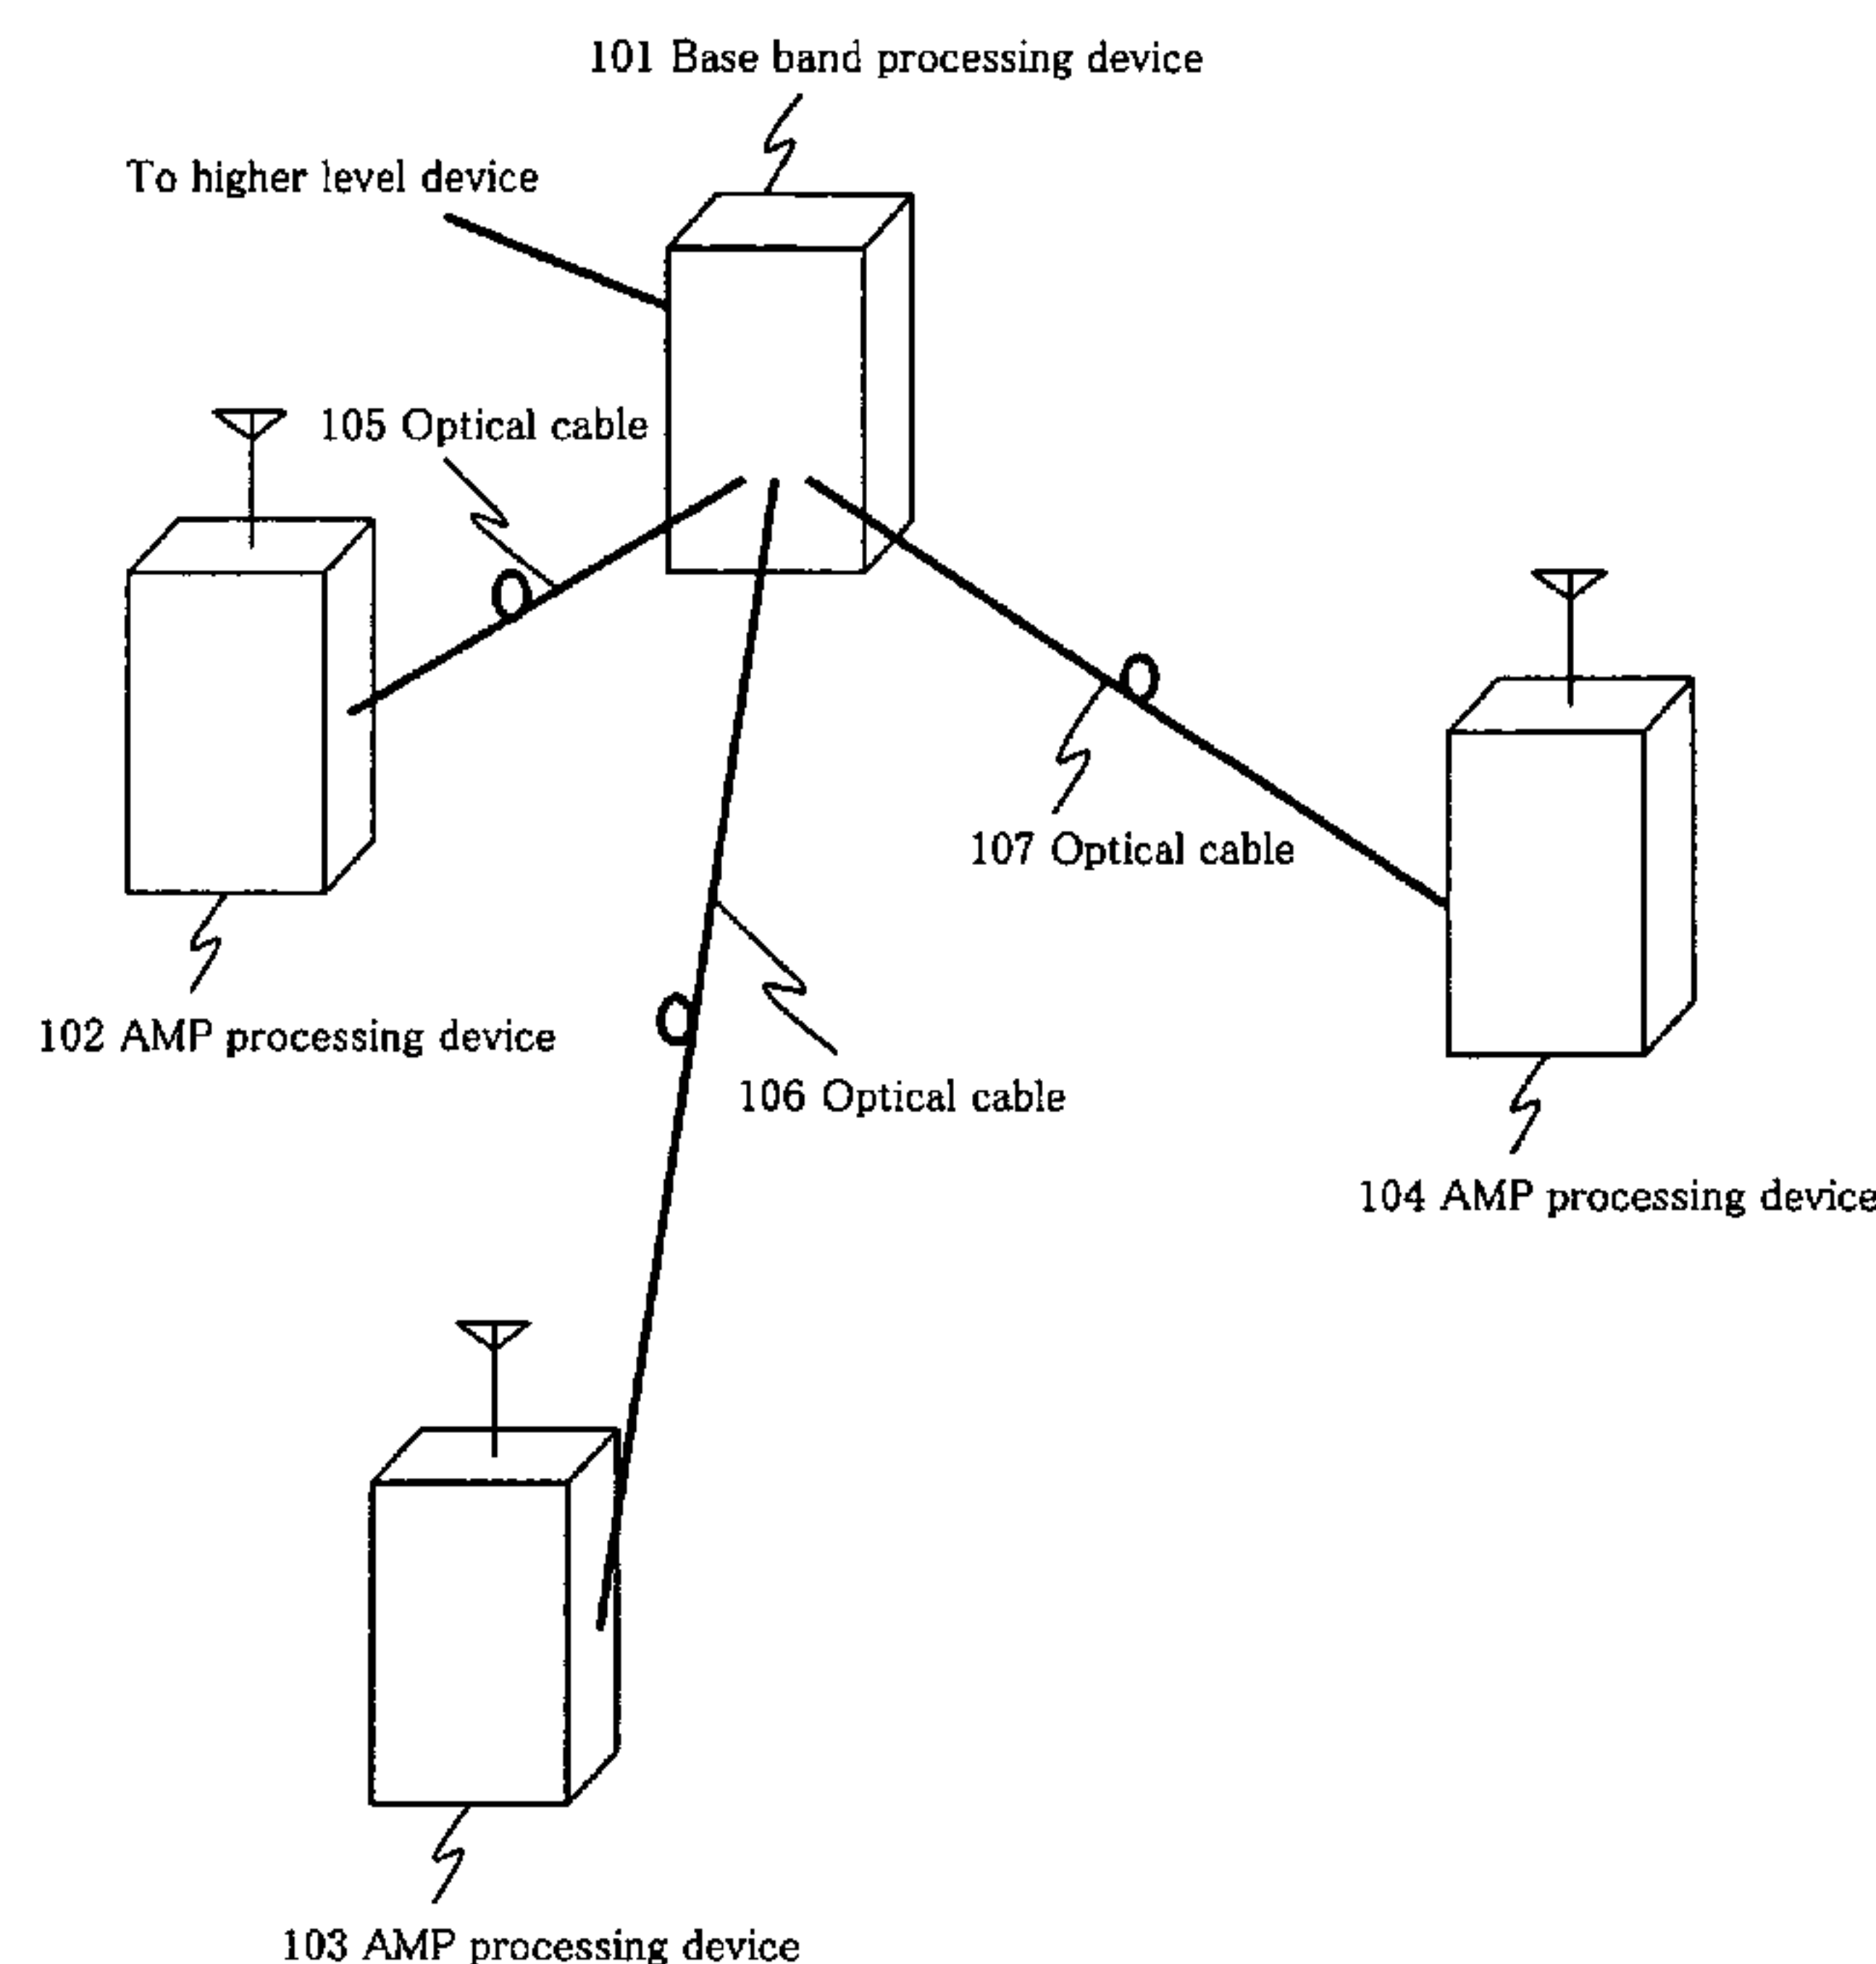 101 Base band processing device
To higher level device
105 Optical cable
107 Optical cable
102 AMP processing device
106 Optical cable
104 AMP processing device
103 AMP processing device